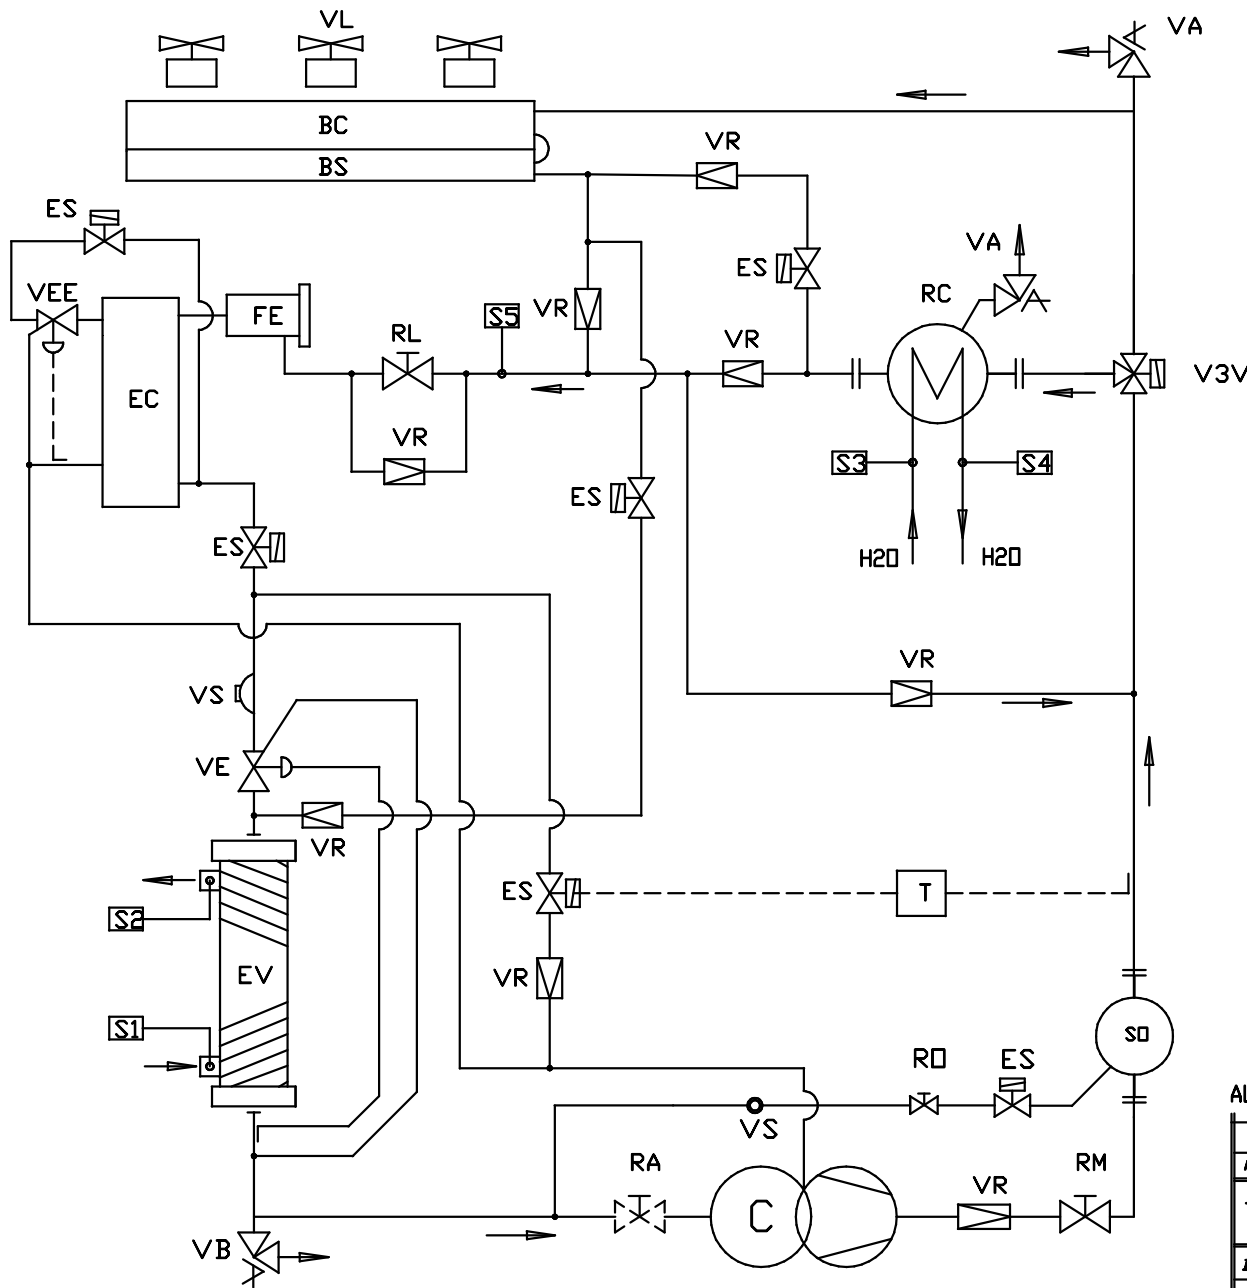 VL
VA
BC
BS
VR
ES
VA
ES
VEE
RC
FE
VR
S5
RL
VR
V3V
EC
VR
S3
S4
ES
ES
H2O
H2O
VR
VS
VE
VR
ES
T
S2
EV
VR
S1
SO
RO
ES
VS
RA
RM
VR
C
VB